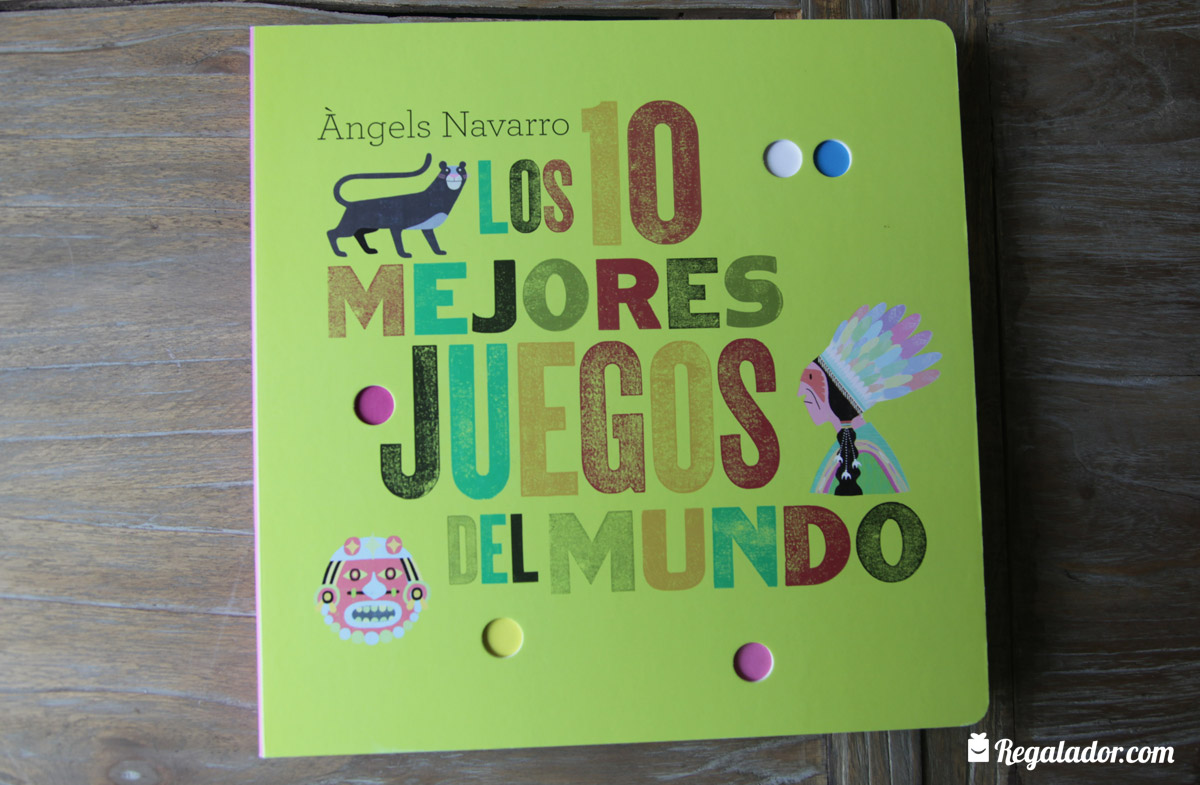 Àngels Navarro
LOS 10
MEJORES
JUEGOS
DEL MUNDO
Regalador.com